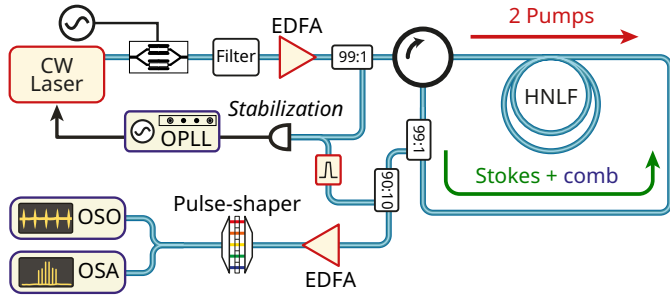 EDFA
2 Pumps
CW
Laser
Filter
99:1
HNLF
Stabilization
OPLL
99:1
Stokes + comb
90:10
Pulse-shaper
OSO
OSA
EDFA